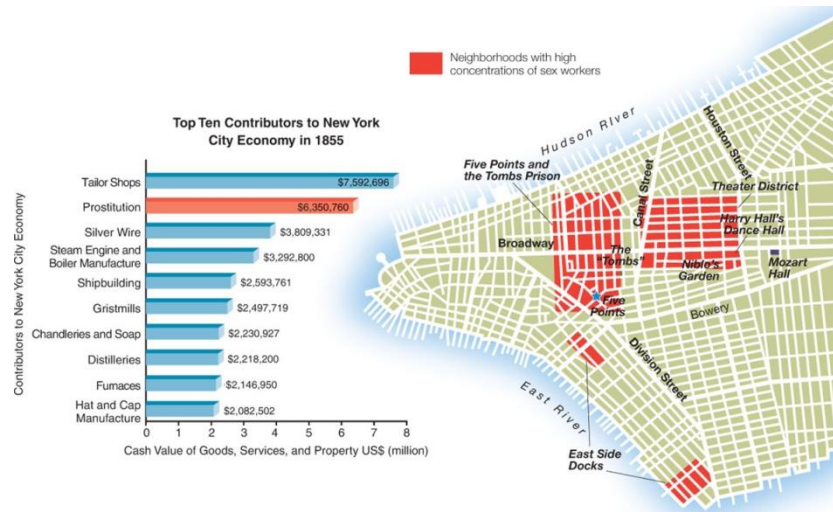 Neighborhoods with high
concentrations of sex workers
Top Ten Contributors to New York
City Economy in 1855
Contributors to New York City Economy
Tailor Shops
$7,592,696
Prostitution
$6,350,760
Silver Wire
$3,809,331
Steam Engine and
Boiler Manufacture
$3,292,800
Shipbuilding
$2,593,761
Gristmills
$2,497,719
Chandleries and Soap
$2,230,927
Distilleries
$2,218,200
Furnaces
$2,146,950
Hat and Cap
Manufacture
$2,082,502
0 1 2 3 4 5 6 7 8
Cash Value of Goods, Services, and Property US$ (million)
Hudson River
Houston Street
Five Points and
the Tombs Prison
Canal Street
Theater District
Harry Hall's
Dance Hall
Broadway
The
"Tombs"
Niblo's
Garden
Mozart
Hall
Five
Points
Bowery
Division Street
East River
East Side
Docks